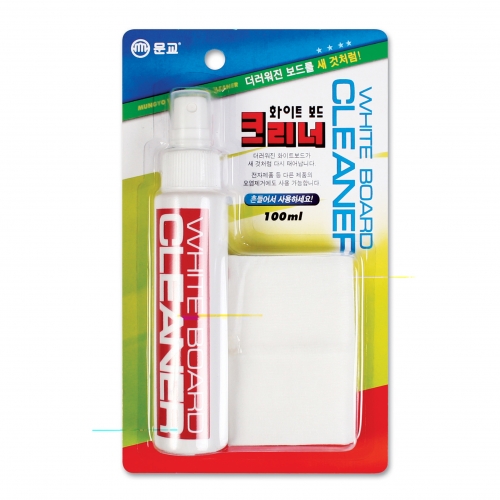 문교
더러워진 보드를 새 것처럼!
화이트 보드
크리너
더러워진 화이트보드가
새 것처럼 다시 태어납니다.
전자제품 등 다른 제품의
오염제거에도 사용 가능합니다
흔들어서 사용하세요!
100ml
WHITE BOARD
CLEANER
WHITE BOARD
CLEANER